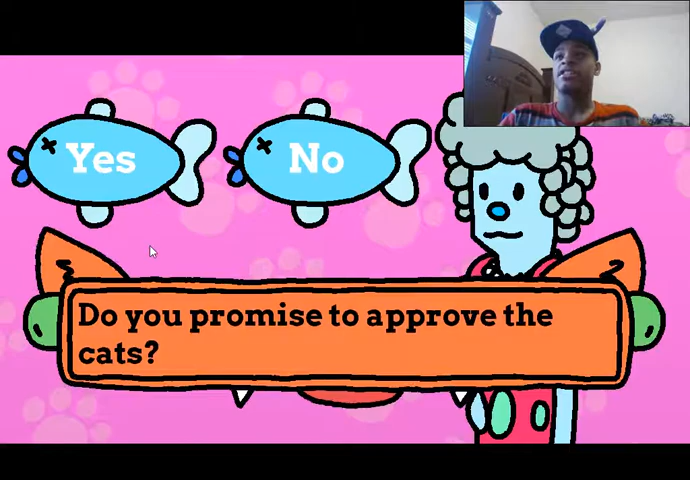 Yes No
Do you promise to approve the
cats?